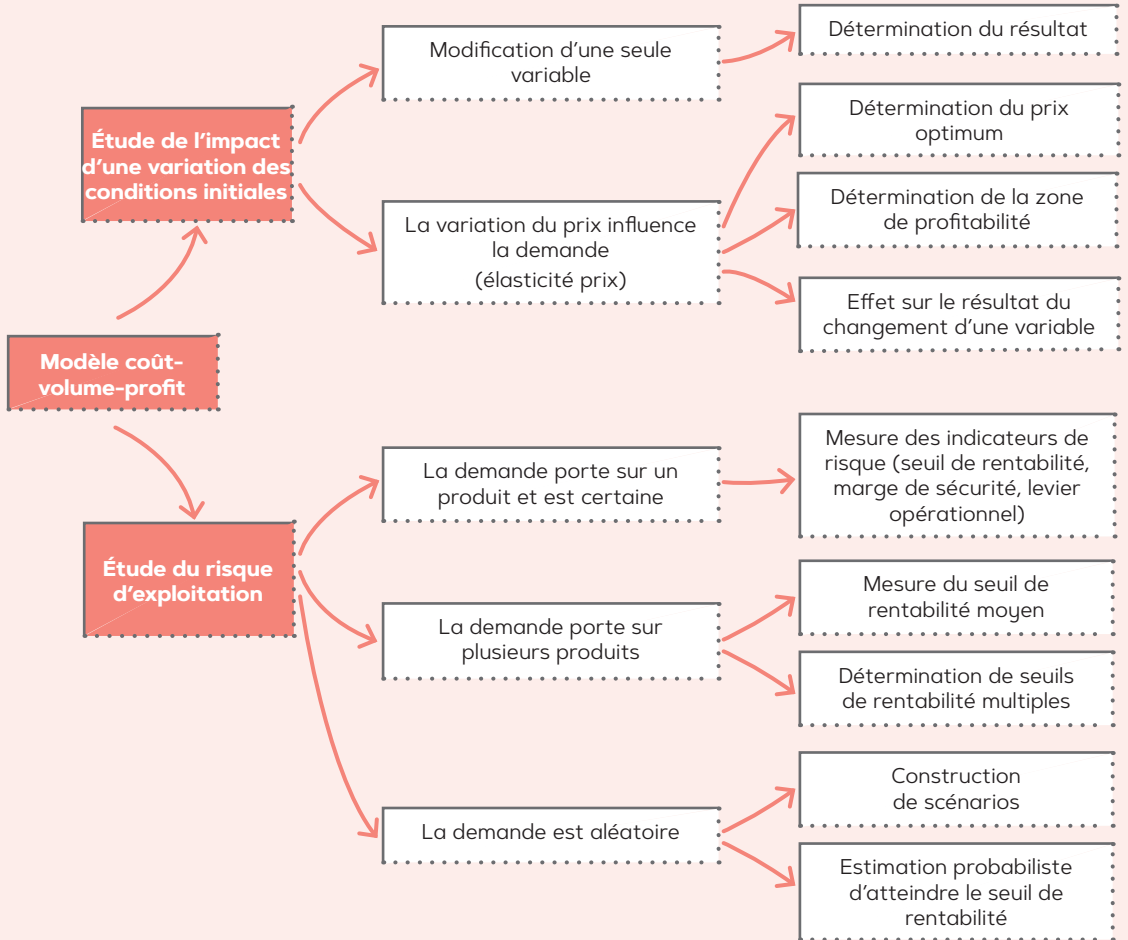 Modèle coût-
volume-profit
Étude de l’impact
d’une variation des
conditions initiales
Modification d’une seule
variable
Détermination du résultat
La variation du prix influence
la demande
(élasticité prix)
Détermination du prix
optimum
Détermination de la zone
de profitabilité
Effet sur le résultat du
changement d’une variable
Étude du risque
d’exploitation
La demande porte sur un
produit et est certaine
Mesure des indicateurs de
risque (seuil de rentabilité,
marge de sécurité, levier
opérationnel)
La demande porte sur
plusieurs produits
Mesure du seuil de
rentabilité moyen
Détermination de seuils
de rentabilité multiples
La demande est aléatoire
Construction
de scénarios
Estimation probabiliste
d’atteindre le seuil de
rentabilité